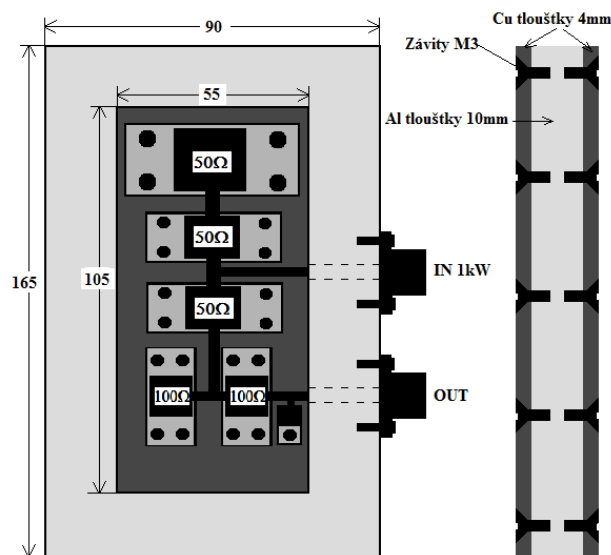 90
Cu tloušťky 4mm
Závity M3
55
Al tloušťky 10mm
50Ω
50Ω
IN 1kW
165
105
50Ω
100Ω
100Ω
OUT